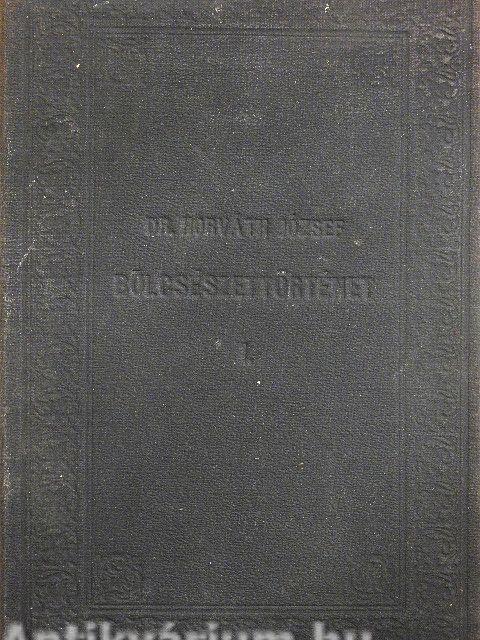 DR. HORVÁTH JÓZSEF
BÖLCSÉSZETTÖRTÉNET
I.
Antikvárium.hu